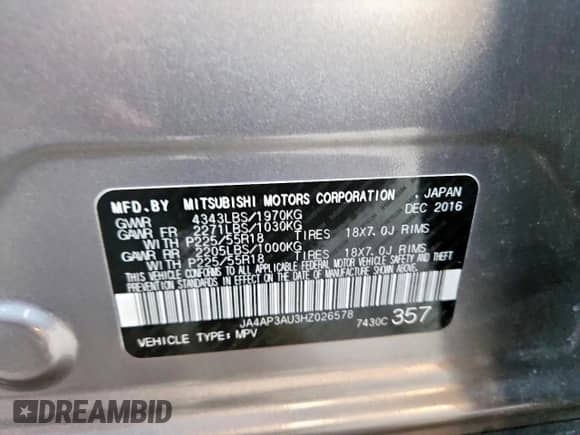 MFD.BY MITSUBISHI MOTORS CORPORATION , JAPAN
GVWR 4343LBS/1970KG DEC 2016
GAWR FR 2271LBS/1030KG
WITH P225/55R18 TIRES 18X7.0J RIMS
GAWR RR 2205LBS/1000KG
WITH P225/55R18 TIRES 18X7.0J RIMS
THIS VEHICLE CONFORMS TO ALL APPLICABLE FEDERAL MOTOR VEHICLE SAFETY AND THEFT
PREVENTION STANDARDS IN EFFECT ON THE DATE OF MANUFACTURE SHOWN ABOVE.
JA4AP3AU3HZ026578 7430C 357
VEHICLE TYPE: MPV
DREAMBID